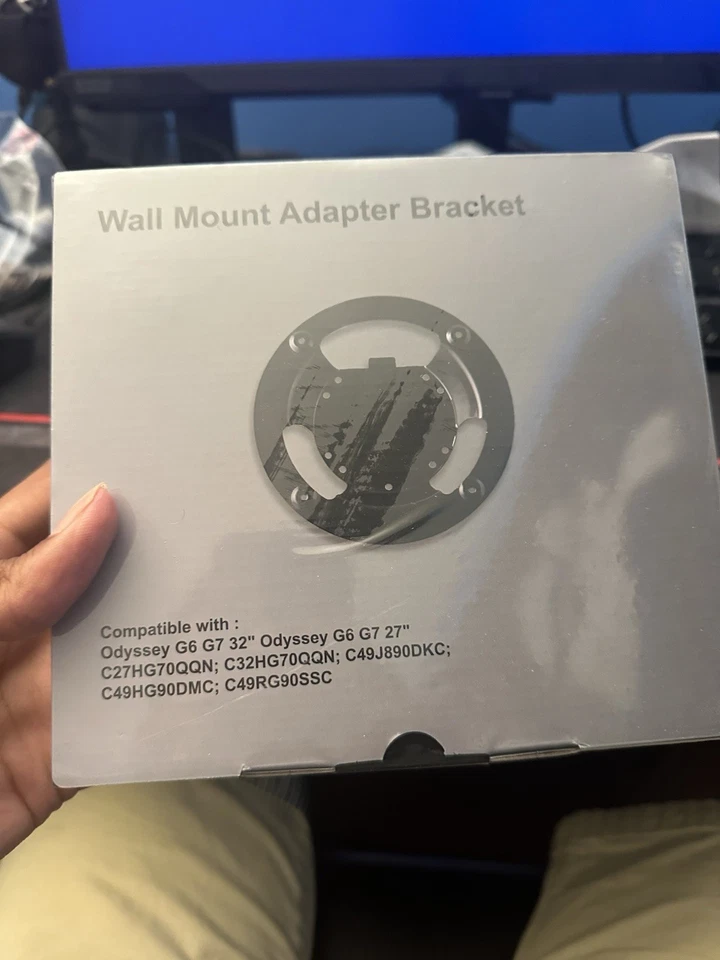 Wall Mount Adapter Bracket
Compatible with :
Odyssey G6 G7 32" Odyssey G6 G7 27"
C27HG70QQN; C32HG70QQN; C49J890DKC;
C49HG90DMC; C49RG90SSC